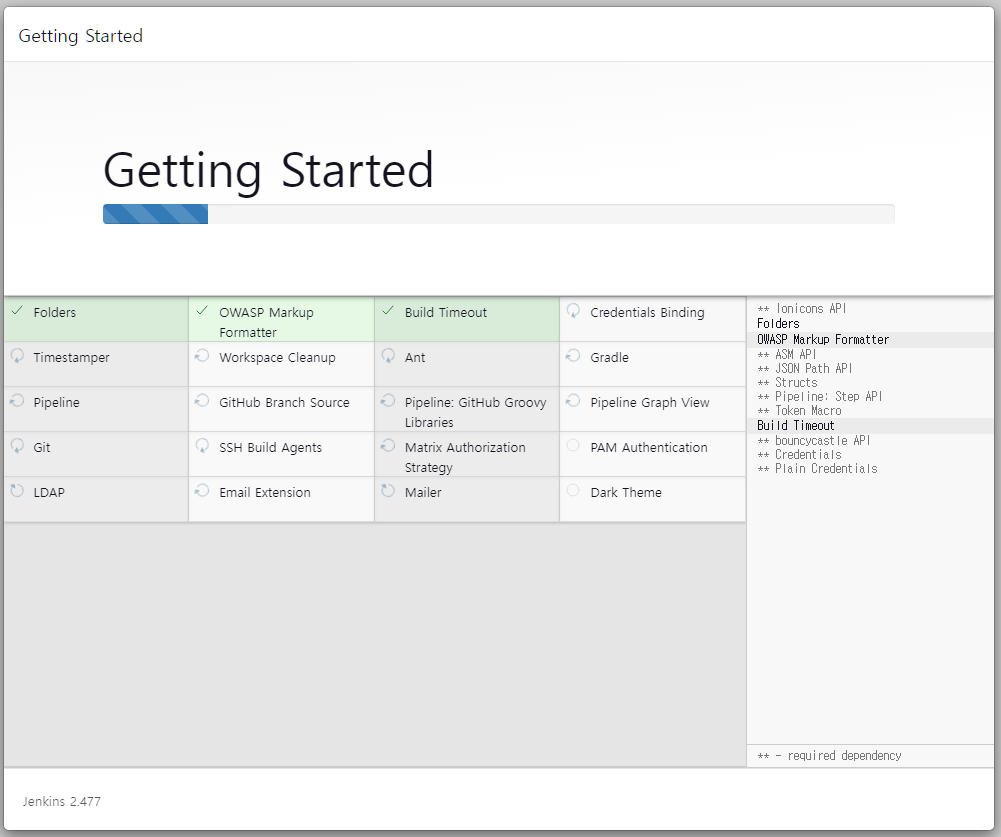 Getting Started
Getting Started
Folders
OWASP Markup
Formatter
Build Timeout
Credentials Binding
Timestamper
Workspace Cleanup
Ant
Gradle
Pipeline
GitHub Branch Source
Pipeline: GitHub Groovy
Libraries
Pipeline Graph View
Git
SSH Build Agents
Matrix Authorization
Strategy
PAM Authentication
LDAP
Email Extension
Mailer
Dark Theme
** Ionicons API
Folders
OWASP Markup Formatter
** ASM API
** JSON Path API
** Structs
** Pipeline: Step API
** Token Macro
Build Timeout
** bouncycastle API
** Credentials
** Plain Credentials
** - required dependency
Jenkins 2.477